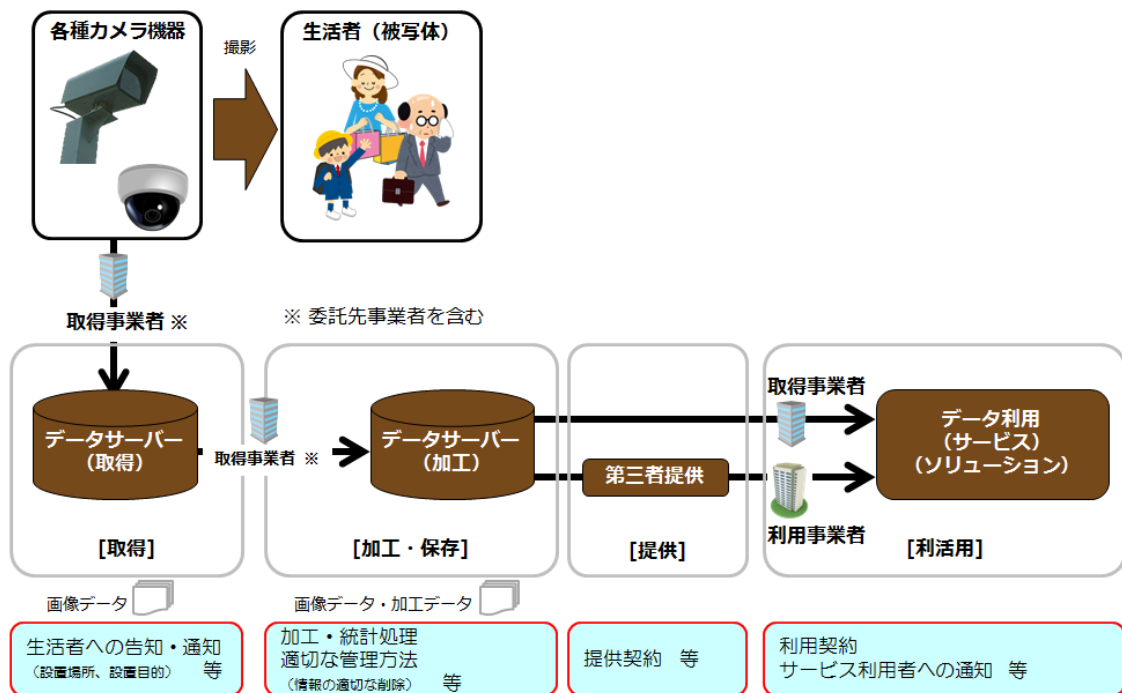 各種カメラ機器
撮影
生活者（被写体）
取得事業者 ※
※ 委託先事業者を含む
データサーバー
（取得）
取得事業者 ※
データサーバー
（加工）
第三者提供
取得事業者
利用事業者
データ利用
（サービス）
（ソリューション）
[取得]
[加工・保存]
[提供]
[利活用]
画像データ
画像データ・加工データ
生活者への告知・通知
（設置場所、設置目的） 等
加工・統計処理
適切な管理方法
（情報の適切な削除） 等
提供契約 等
利用契約
サービス利用者への通知 等